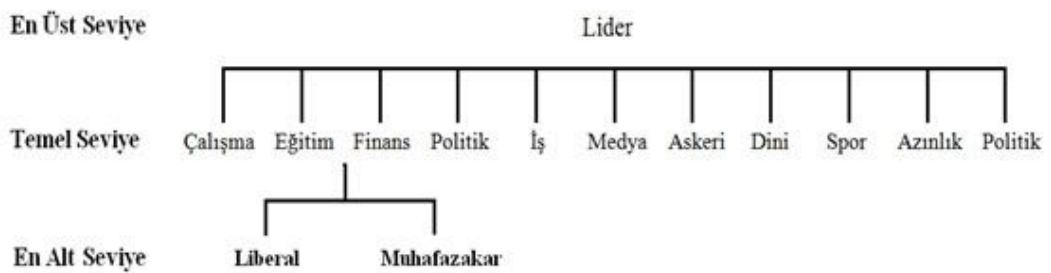 En Üst Seviye Lider
Temel Seviye Çalışma Eğitim Finans Politik İş Medya Askeri Dini Spor Azınlık Politik
En Alt Seviye Liberal Muhafazakar